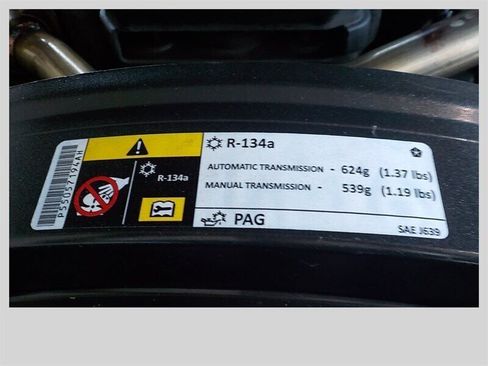 P55057194AH
R-134a
R-134a
AUTOMATIC TRANSMISSION - 624g (1.37 lbs)
MANUAL TRANSMISSION - 539g (1.19 lbs)
PAG
SAE J639